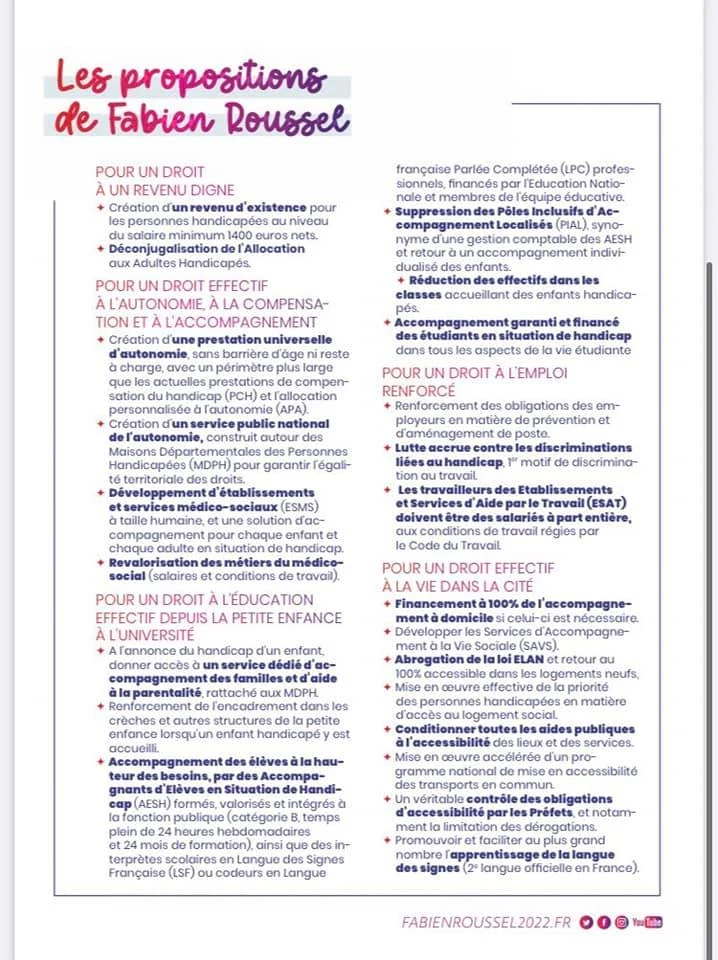 Les propositions
de Fabien Roussel
POUR UN DROIT
À UN REVENU DIGNE
✦ Création d'un revenu d'existence pour
les personnes handicapées au niveau
du salaire minimum 1400 euros nets.
✦ Déconjugalisation de l'Allocation
aux Adultes Handicapés.
POUR UN DROIT EFFECTIF
À L'AUTONOMIE, À LA COMPENSA-
TION ET À L'ACCOMPAGNEMENT
✦ Création d'une prestation universelle
d'autonomie, sans barrière d'âge ni reste
à charge, avec un périmètre plus large
que les actuelles prestations de compen-
sation du handicap (PCH) et l'allocation
personnalisée à l'autonomie (APA).
✦ Création d'un service public national
de l'autonomie, construit autour des
Maisons Départementales des Personnes
Handicapées (MDPH) pour garantir l'égali-
té territoriale des droits.
✦ Développement d'établissements
et services médico-sociaux (ESMS)
à taille humaine, et une solution d'ac-
compagnement pour chaque enfant et
chaque adulte en situation de handicap.
✦ Revalorisation des métiers du médico-
social (salaires et conditions de travail).
POUR UN DROIT À L'ÉDUCATION
EFFECTIF DEPUIS LA PETITE ENFANCE
À L'UNIVERSITÉ
✦ A l'annonce du handicap d'un enfant,
donner accès à un service dédié d'ac-
compagnement des familles et d'aide
à la parentalité, rattaché aux MDPH.
✦ Renforcement de l'encadrement dans les
crèches et autres structures de la petite
enfance lorsqu'un enfant handicapé y est
accueilli.
✦ Accompagnement des élèves à la hau-
teur des besoins, par des Accompa-
gnants d'Elèves en Situation de Handi-
cap (AESH) formés, valorisés et intégrés à
la fonction publique (catégorie B, temps
plein de 24 heures hebdomadaires
et 24 mois de formation), ainsi que des in-
terprètes scolaires en Langue des Signes
Française (LSF) ou codeurs en Langue
française Parlée Complétée (LPC) profes-
sionnels, financés par l'Education Natio-
nale et membres de l'équipe éducative.
✦ Suppression des Pôles Inclusifs d'Ac-
compagnement Localisés (PIAL), syno-
nyme d'une gestion comptable des AESH
et retour à un accompagnement indivi-
dualisé des enfants.
✦ Réduction des effectifs dans les
classes accueillant des enfants handica-
pés.
✦ Accompagnement garanti et financé
des étudiants en situation de handicap
dans tous les aspects de la vie étudiante
POUR UN DROIT À L'EMPLOI
RENFORCÉ
✦ Renforcement des obligations des em-
ployeurs en matière de prévention et
d'aménagement de poste.
✦ Lutte accrue contre les discriminations
liées au handicap, 1er motif de discrimina-
tion au travail.
✦ Les travailleurs des Etablissements
et Services d'Aide par le Travail (ESAT)
doivent être des salariés à part entière,
aux conditions de travail régies par
le Code du Travail.
POUR UN DROIT EFFECTIF
À LA VIE DANS LA CITÉ
✦ Financement à 100% de l'accompagne-
ment à domicile si celui-ci est nécessaire.
✦ Développer les Services d'Accompagne-
ment à la Vie Sociale (SAVS).
✦ Abrogation de la loi ELAN et retour au
100% accessible dans les logements neufs,
✦ Mise en œuvre effective de la priorité
des personnes handicapées en matière
d'accès au logement social.
✦ Conditionner toutes les aides publiques
à l'accessibilité des lieux et des services.
✦ Mise en œuvre accélérée d'un pro-
gramme national de mise en accessibilité
des transports en commun.
✦ Un véritable contrôle des obligations
d'accessibilité par les Préfets, et notam-
ment la limitation des dérogations.
✦ Promouvoir et faciliter au plus grand
nombre l'apprentissage de la langue
des signes (2e langue officielle en France).
FABIENROUSSEL2022.FR YouTube